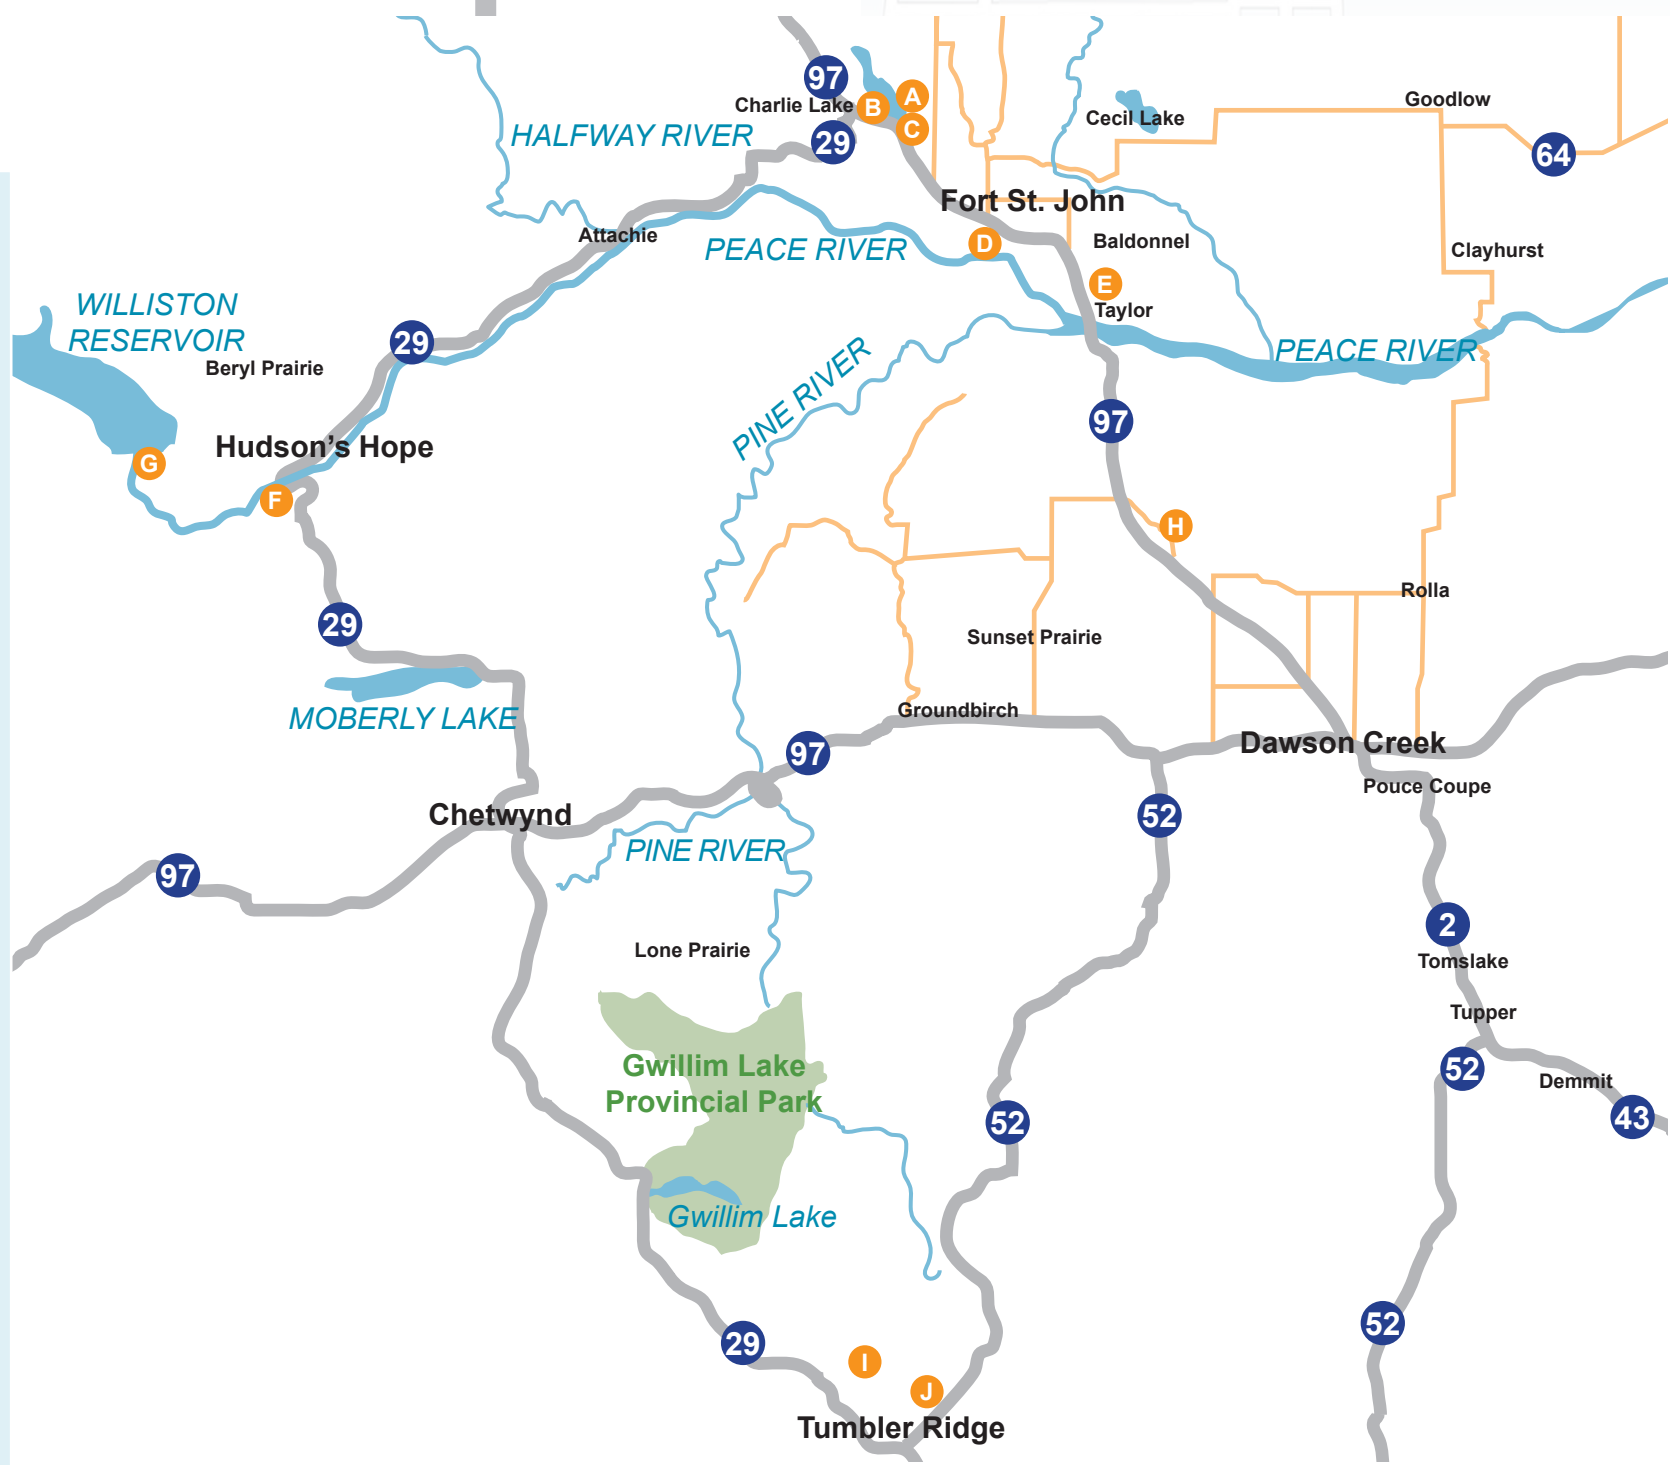 97
Charlie Lake
B
A
C
29
HALFWAY RIVER
Cecil Lake
Goodlow
64
Fort St. John
Attachie
PEACE RIVER
D
Baldonnel
Clayhurst
E
Taylor
WILLISTON
RESERVOIR
29
Beryl Prairie
PEACE RIVER
PINE RIVER
97
Hudson's Hope
G
F
H
Rolla
29
Sunset Prairie
MOBERLY LAKE
Groundbirch
97
Dawson Creek
Pouce Coupe
Chetwynd
52
PINE RIVER
97
2
Lone Prairie
Tomslake
Tupper
Gwillim Lake
Provincial Park
52
Demmit
43
52
Gwillim Lake
52
29
I
J
Tumbler Ridge